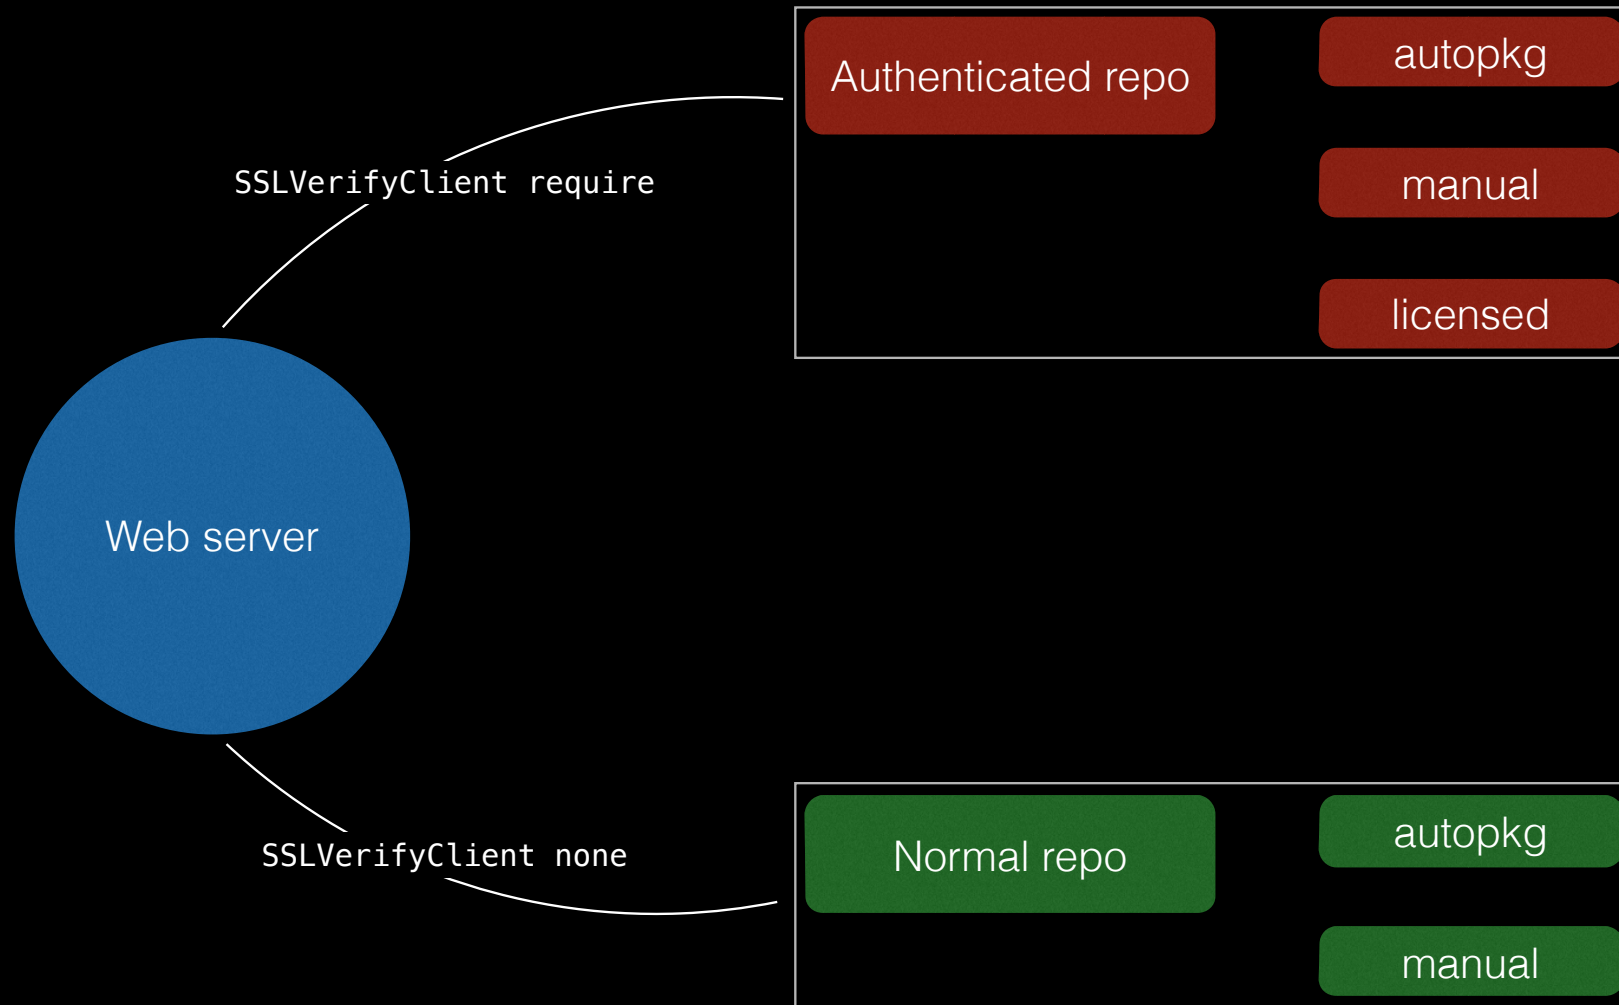 Authenticated repo
autopkg
manual
licensed
SSLVerifyClient require
Web server
SSLVerifyClient none
Normal repo
autopkg
manual